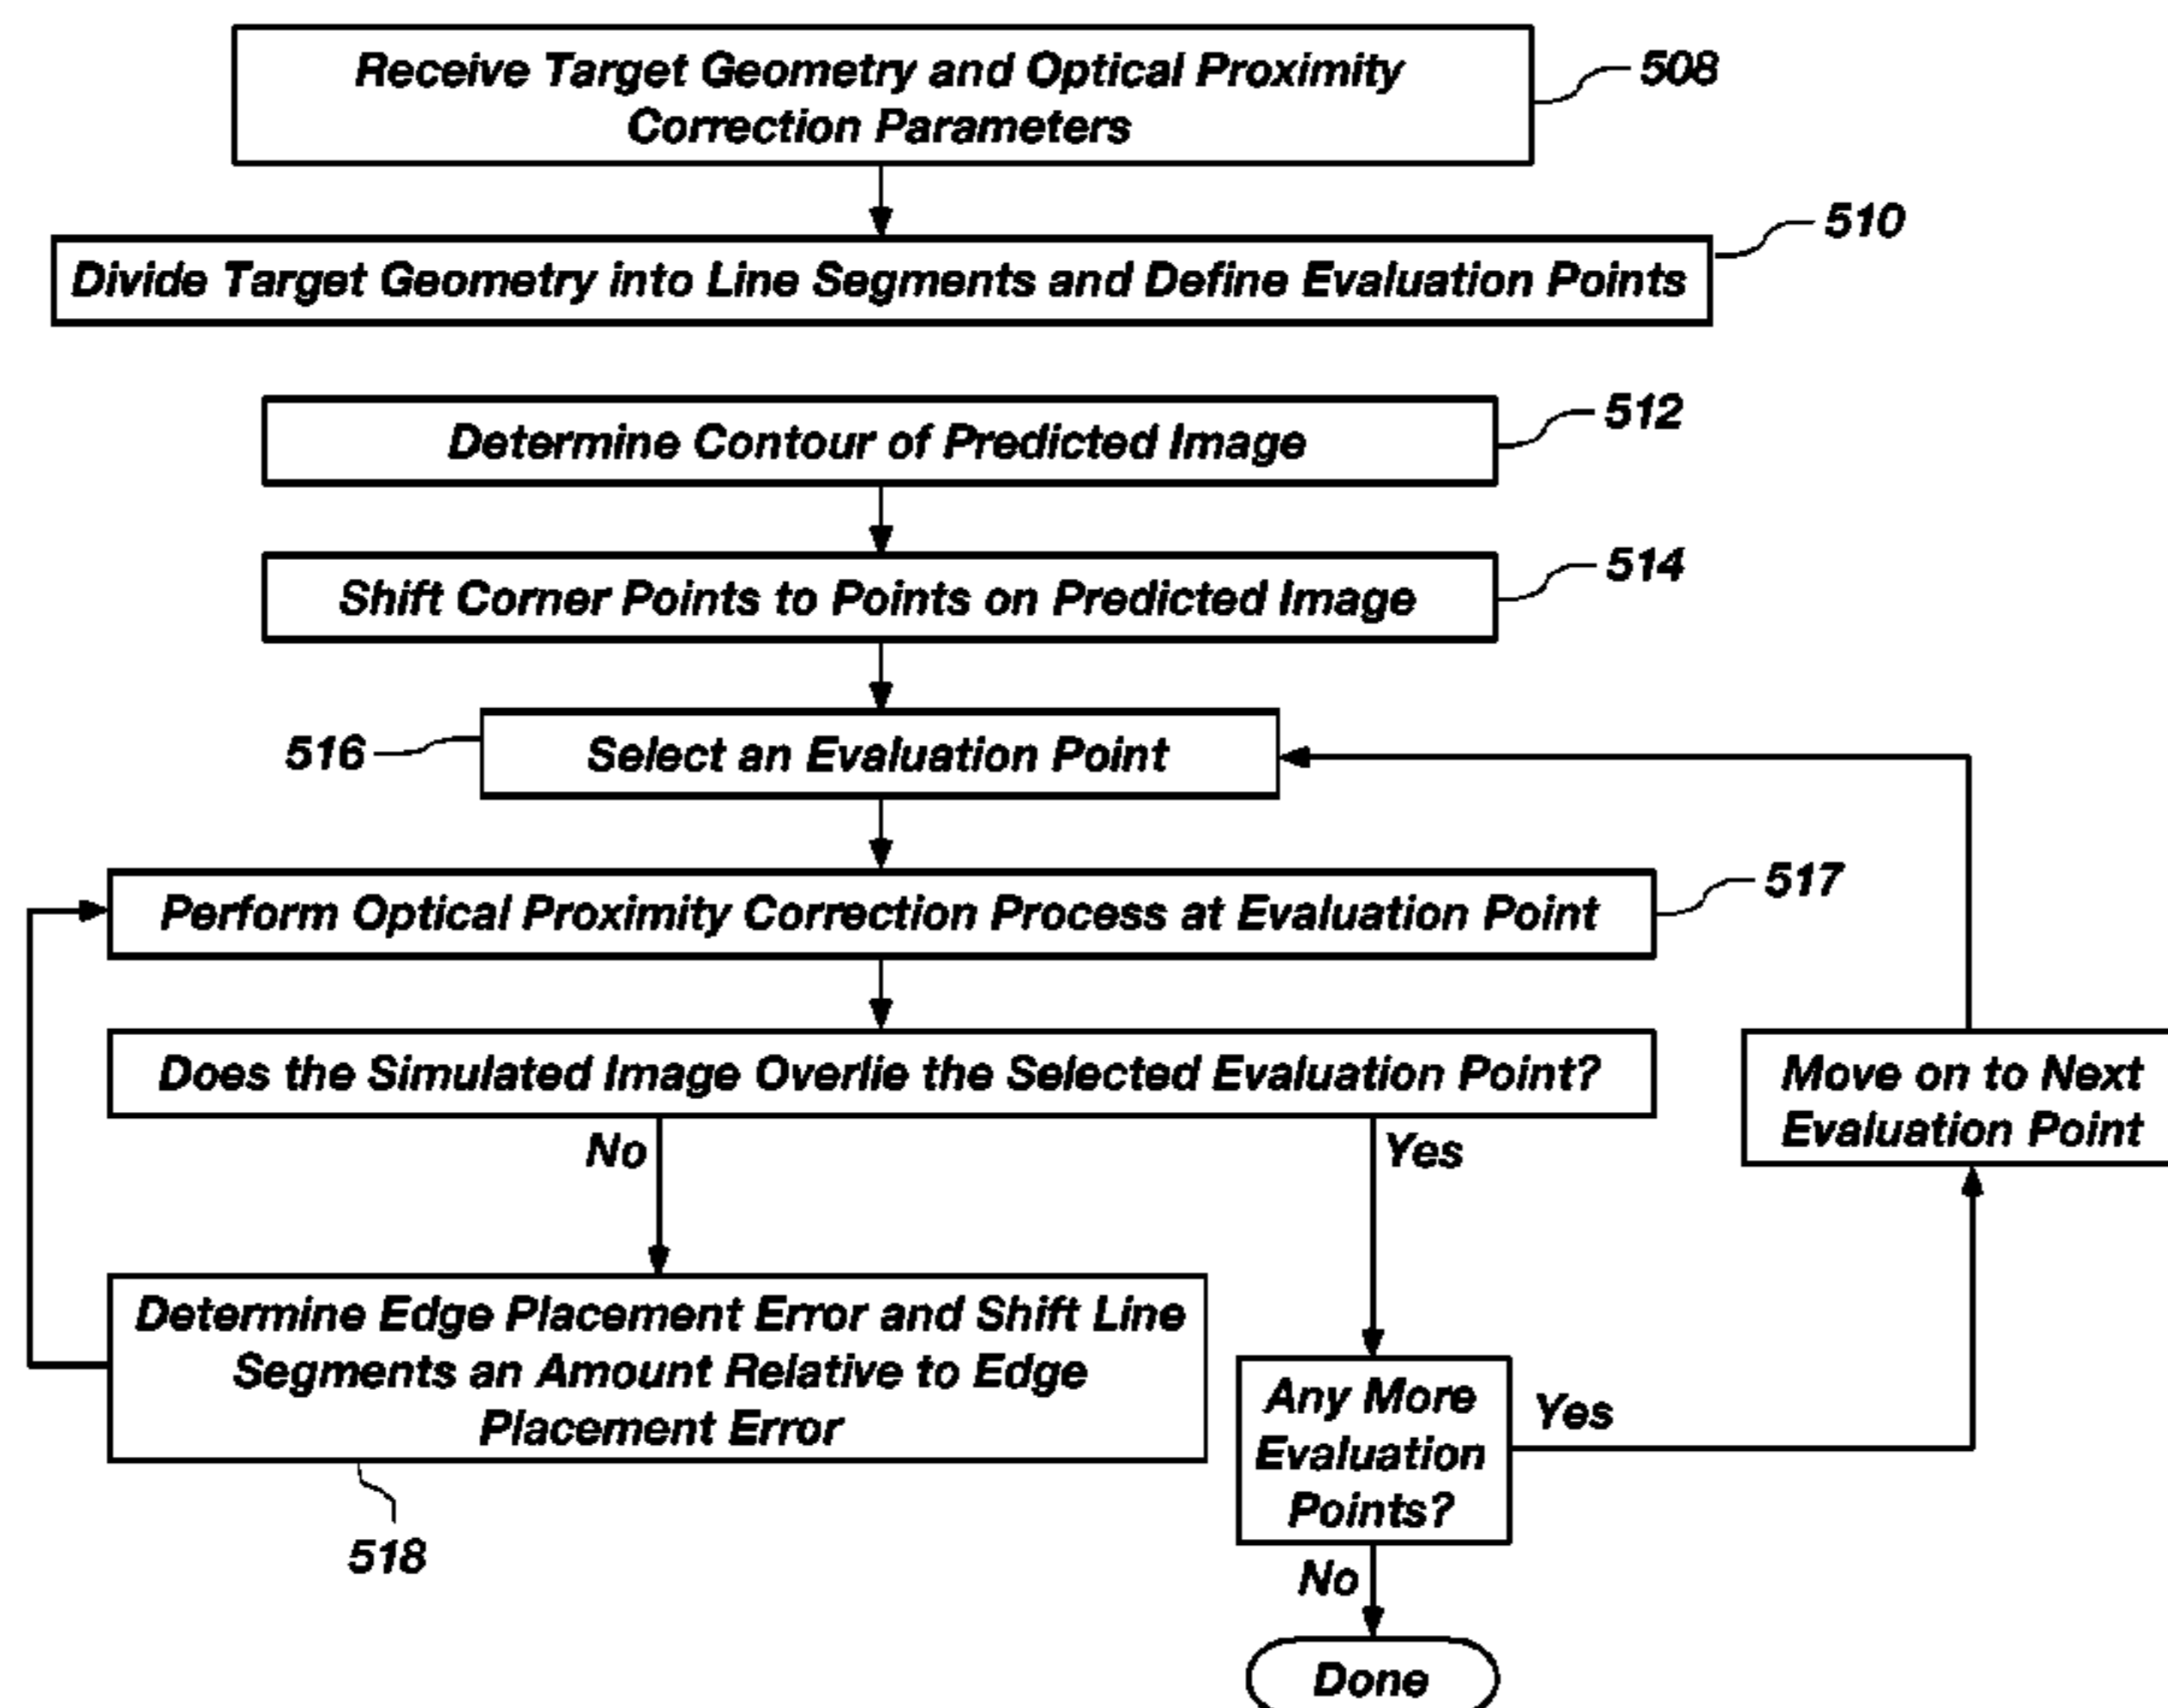 Receive Target Geometry and Optical Proximity
Correction Parameters
508
510
Divide Target Geometry into Line Segments and Define Evaluation Points
512
Determine Contour of Predicted Image
514
Shift Corner Points to Points on Predicted Image
516
Select an Evaluation Point
517
Perform Optical Proximity Correction Process at Evaluation Point
Does the Simulated Image Overlie the Selected Evaluation Point?
Move on to Next
Evaluation Point
No
Yes
Determine Edge Placement Error and Shift Line
Segments an Amount Relative to Edge
Placement Error
518
Any More
Evaluation
Points?
Yes
No
Done